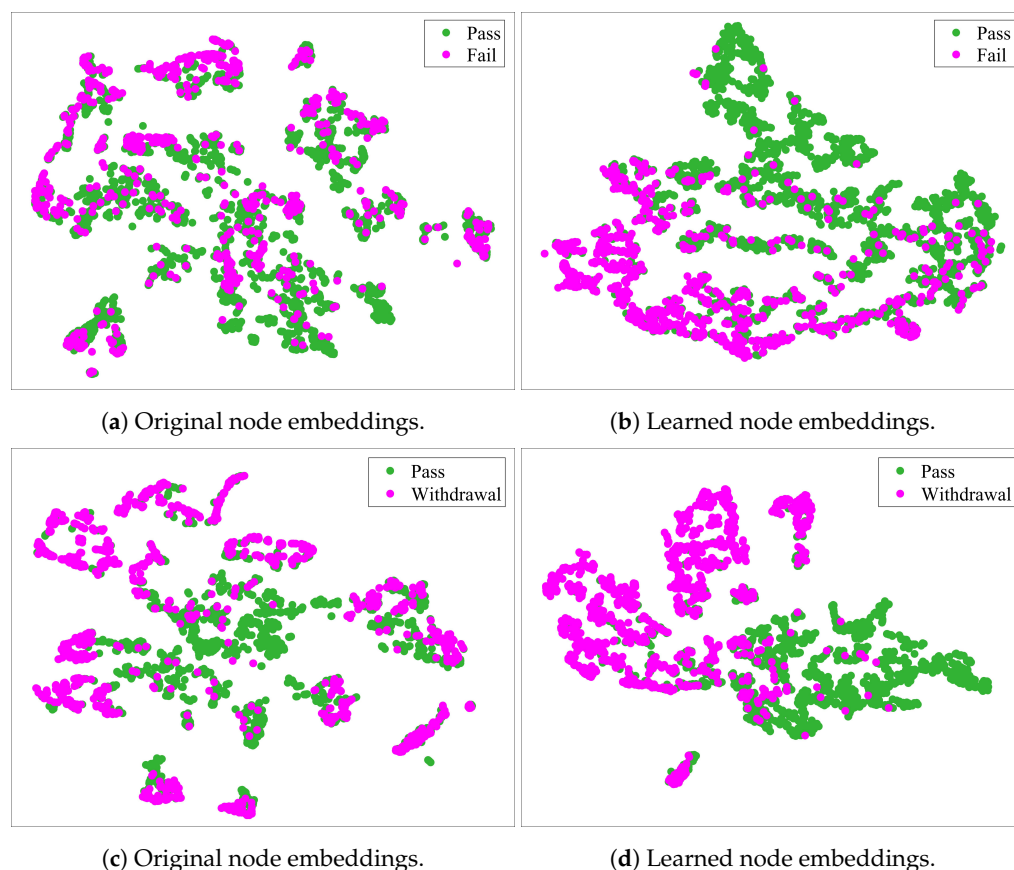 Pass
Fail
Pass
Fail
(a) Original node embeddings.
(b) Learned node embeddings.
Pass
Withdrawal
Pass
Withdrawal
(c) Original node embeddings.
(d) Learned node embeddings.